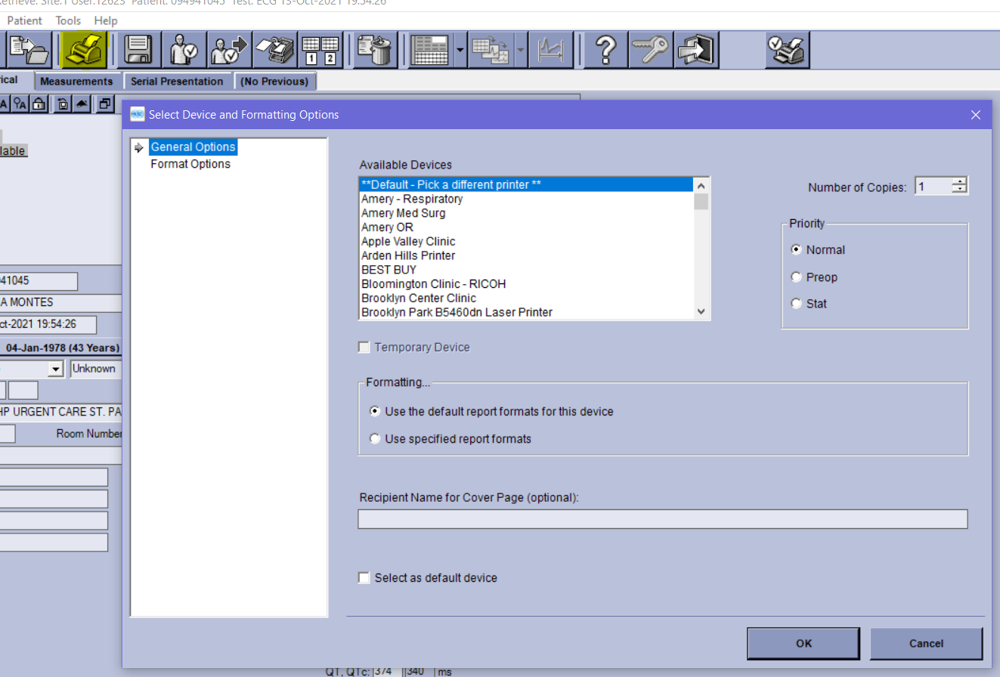 Retrieve. Site:1 User:12623 Patient: 094941045 Test: ECG 13-Oct-2021 19:54:26
Patient Tools Help
1 2
rical Measurements Serial Presentation (No Previous)
A A
Select Device and Formatting Options
lable
General Options
Format Options
Available Devices
**Default - Pick a different printer **
Amery - Respiratory
Amery Med Surg
Amery OR
Apple Valley Clinic
Arden Hills Printer
BEST BUY
Bloomington Clinic - RICOH
Brooklyn Center Clinic
Brooklyn Park B5460dn Laser Printer
Number of Copies: 1
Priority
Normal
Preop
Stat
Temporary Device
Formatting...
Use the default report formats for this device
Use specified report formats
Recipient Name for Cover Page (optional):
Select as default device
OK Cancel
41045
A MONTES
ct-2021 19:54:26
04-Jan-1978 (43 Years)
Unknown
HP URGENT CARE ST. PA
Room Number
QT, QTc: 374 340 ms